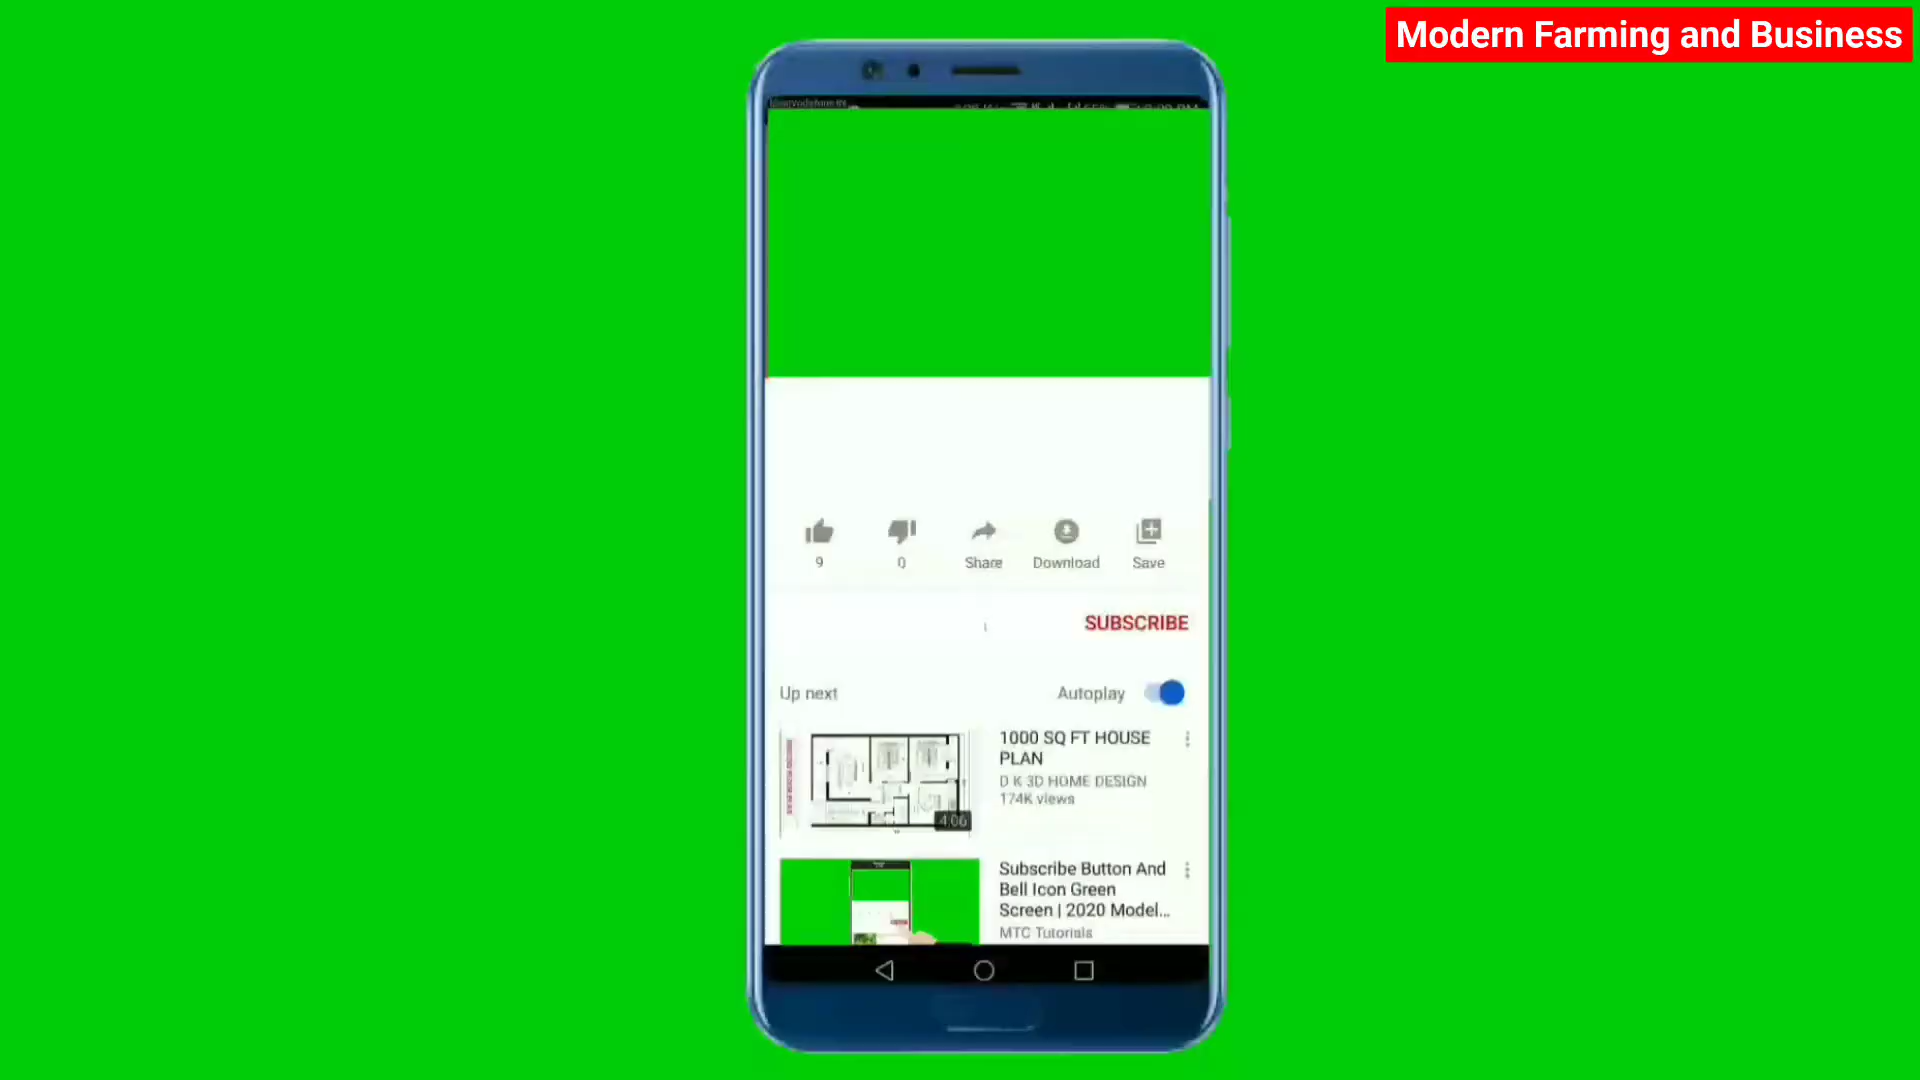 Modern Farming and Business
9
0
Share
Download
Save
SUBSCRIBE
Up next
Autoplay
1000 SQ FT HOUSE
PLAN
D K 3D HOME DESIGN
174K views
4:06
Subscribe Button And
Bell Icon Green
Screen | 2020 Model...
MTC Tutorials